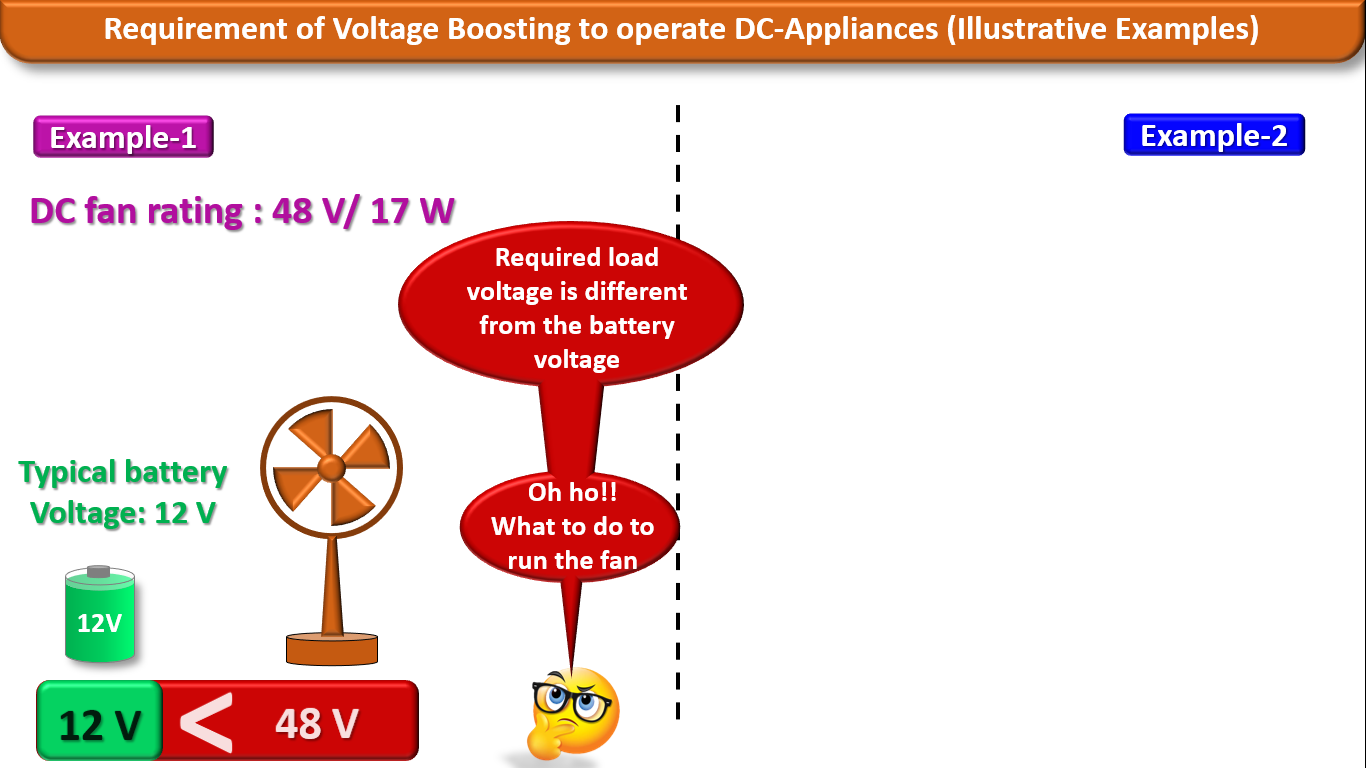 Requirement of Voltage Boosting to operate DC-Appliances (Illustrative Examples)
Example-1
DC fan rating : 48 V/ 17 W
Required load
voltage is different
from the battery
voltage
Typical battery
Voltage: 12 V
Oh ho!!
What to do to
run the fan
12V
12 V < 48 V
Example-2